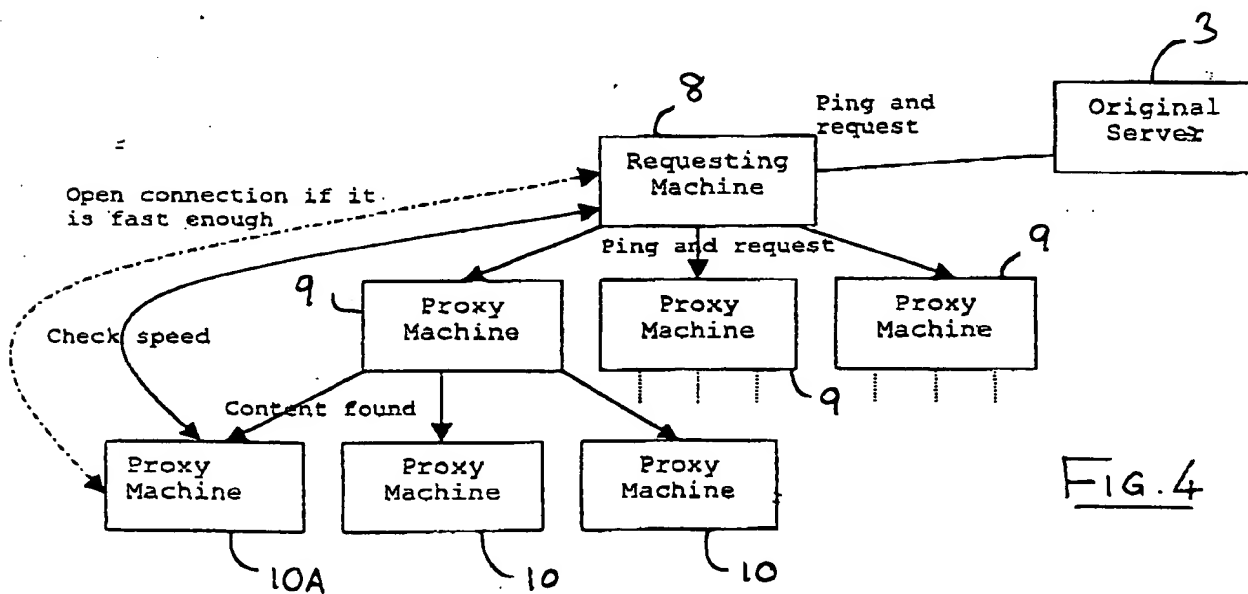 3
8
Ping and
request
Original
Server
Requesting
Machine
Open connection if it
is fast enough
Ping and request
9
9
Proxy
Machine
Proxy
Machine
Proxy
Machine
Check speed
9
Content found
Proxy
Machine
Proxy
Machine
Proxy
Machine
FIG.4
10A
10
10